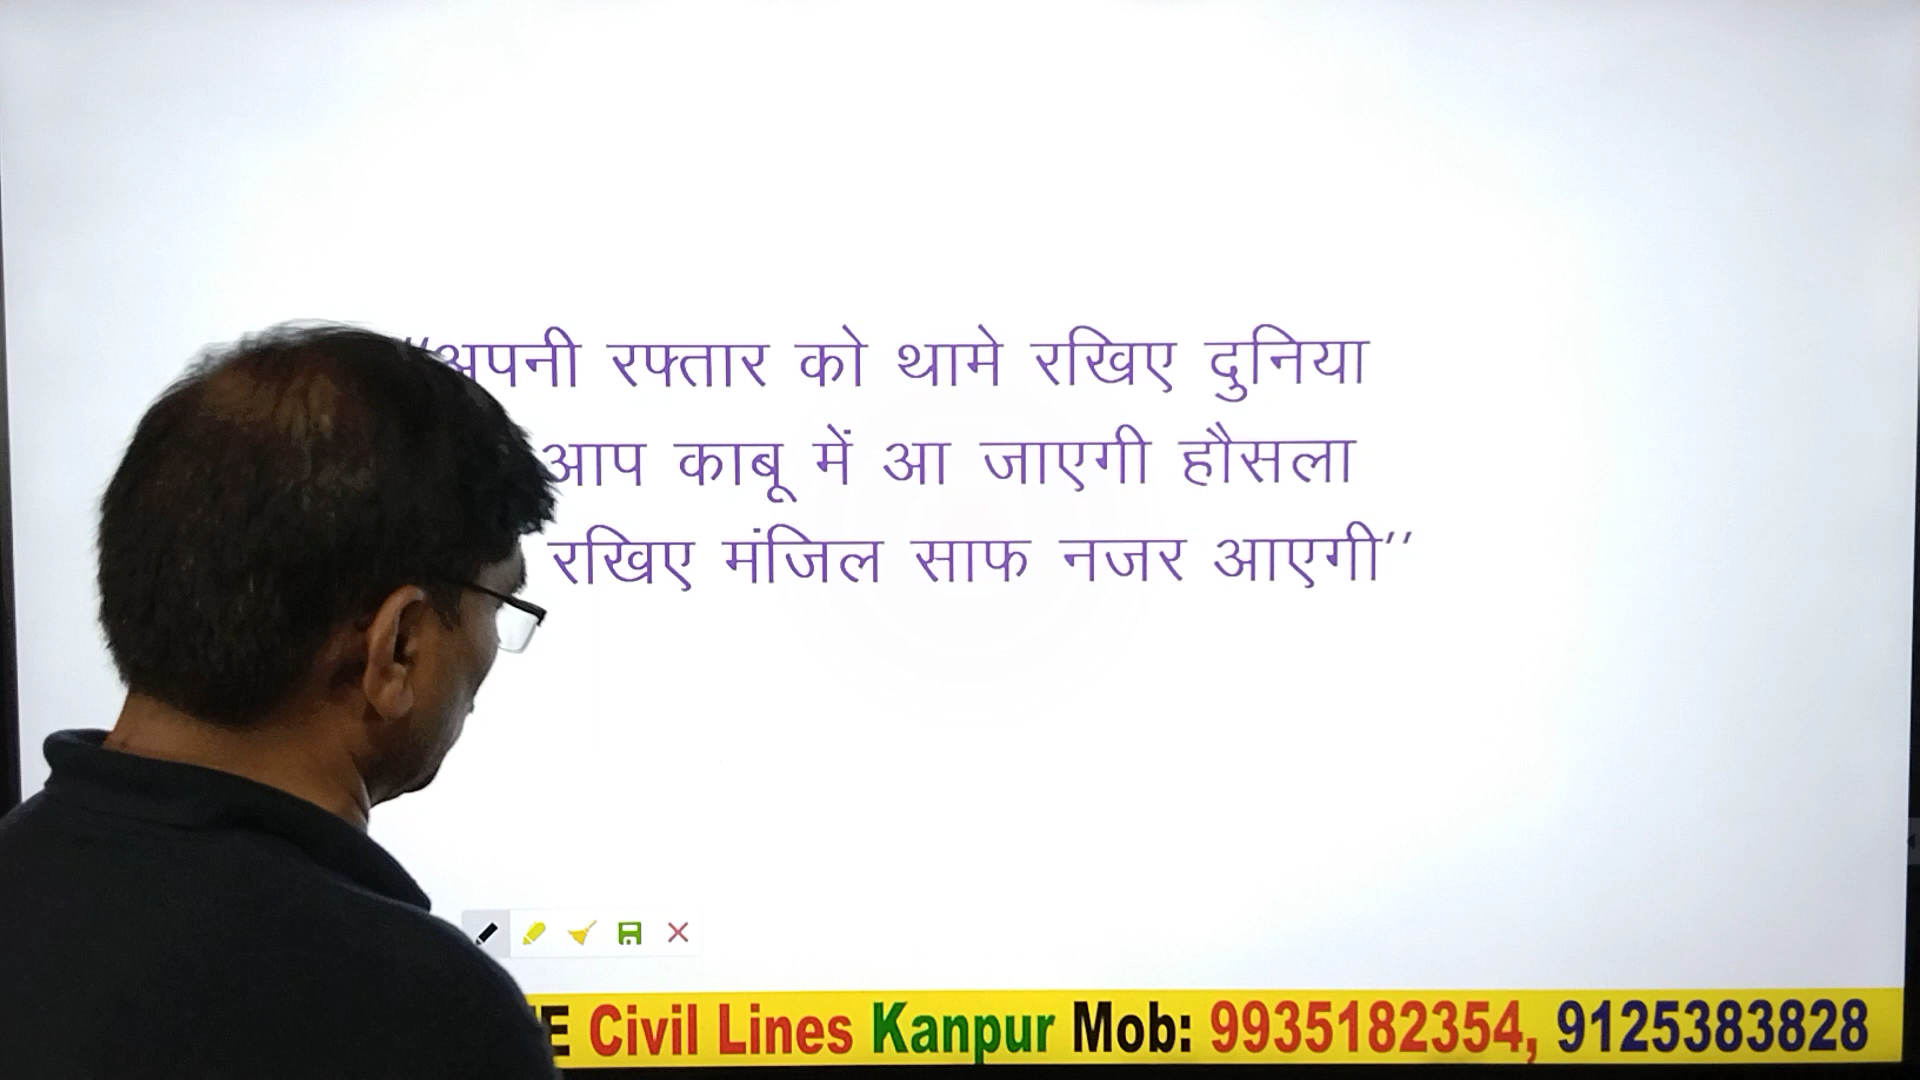 “अपनी रफ्तार को थामे रखिए दुनिया
आप काबू में आ जाएगी हौसला
रखिए मंजिल साफ नजर आएगी’’
Civil Lines Kanpur Mob: 9935182354, 9125383828